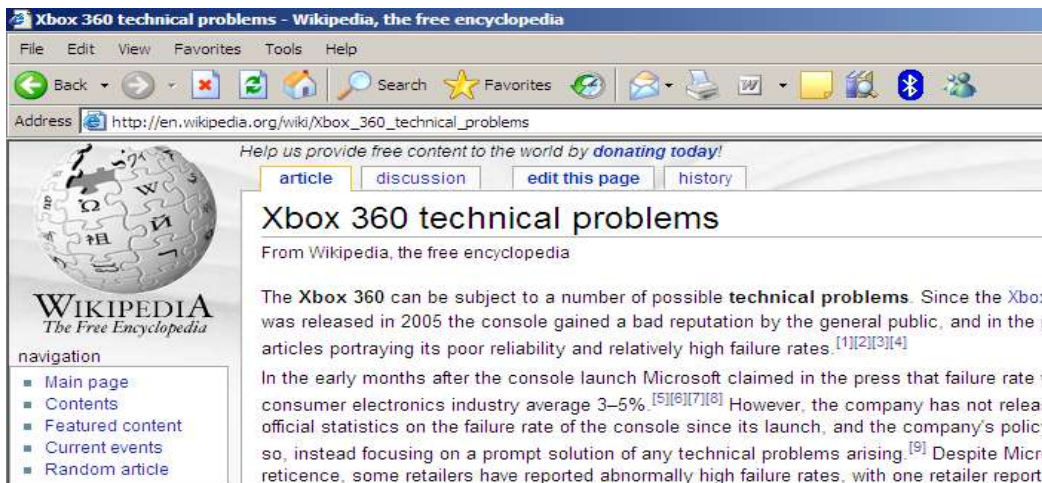 Xbox 360 technical problems - Wikipedia, the free encyclopedia
File Edit View Favorites Tools Help
Back Search Favorites
Address http://en.wikipedia.org/wiki/Xbox_360_technical_problems
Help us provide free content to the world by donating today!
article discussion edit this page history
Xbox 360 technical problems
From Wikipedia, the free encyclopedia
The Xbox 360 can be subject to a number of possible technical problems. Since the Xbo
was released in 2005 the console gained a bad reputation by the general public, and in the
articles portraying its poor reliability and relatively high failure rates.[1][2][3][4]
In the early months after the console launch Microsoft claimed in the press that failure rate
consumer electronics industry average 3–5%.[5][6][7][8] However, the company has not relea
official statistics on the failure rate of the console since its launch, and the company's polic
so, instead focusing on a prompt solution of any technical problems arising.[9] Despite Micr
reticence, some retailers have reported abnormally high failure rates, with one retailer report
Ω W И
祖
WIKIPEDIA
The Free Encyclopedia
navigation
Main page
Contents
Featured content
Current events
Random article